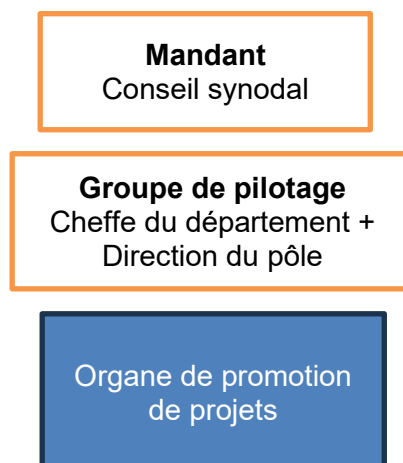 Mandant
Conseil synodal
Groupe de pilotage
Cheffe du département +
Direction du pôle
Organe de promotion
de projets